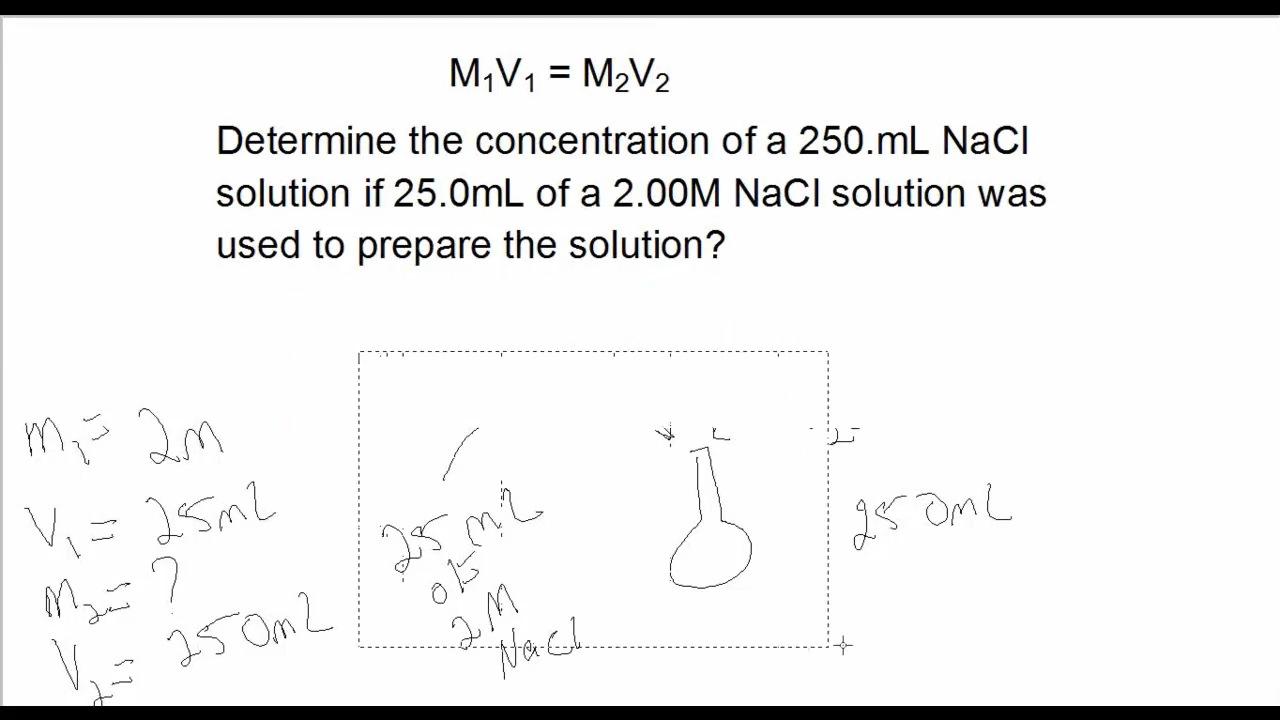 M₁V₁ = M₂V₂
Determine the concentration of a 250.mL NaCl
solution if 25.0mL of a 2.00M NaCl solution was
used to prepare the solution?
M₁ = 2M
V₁ = 25mL
M₂ = ?
V₂ = 250mL
25 mL
of
2M
NaCl
250mL